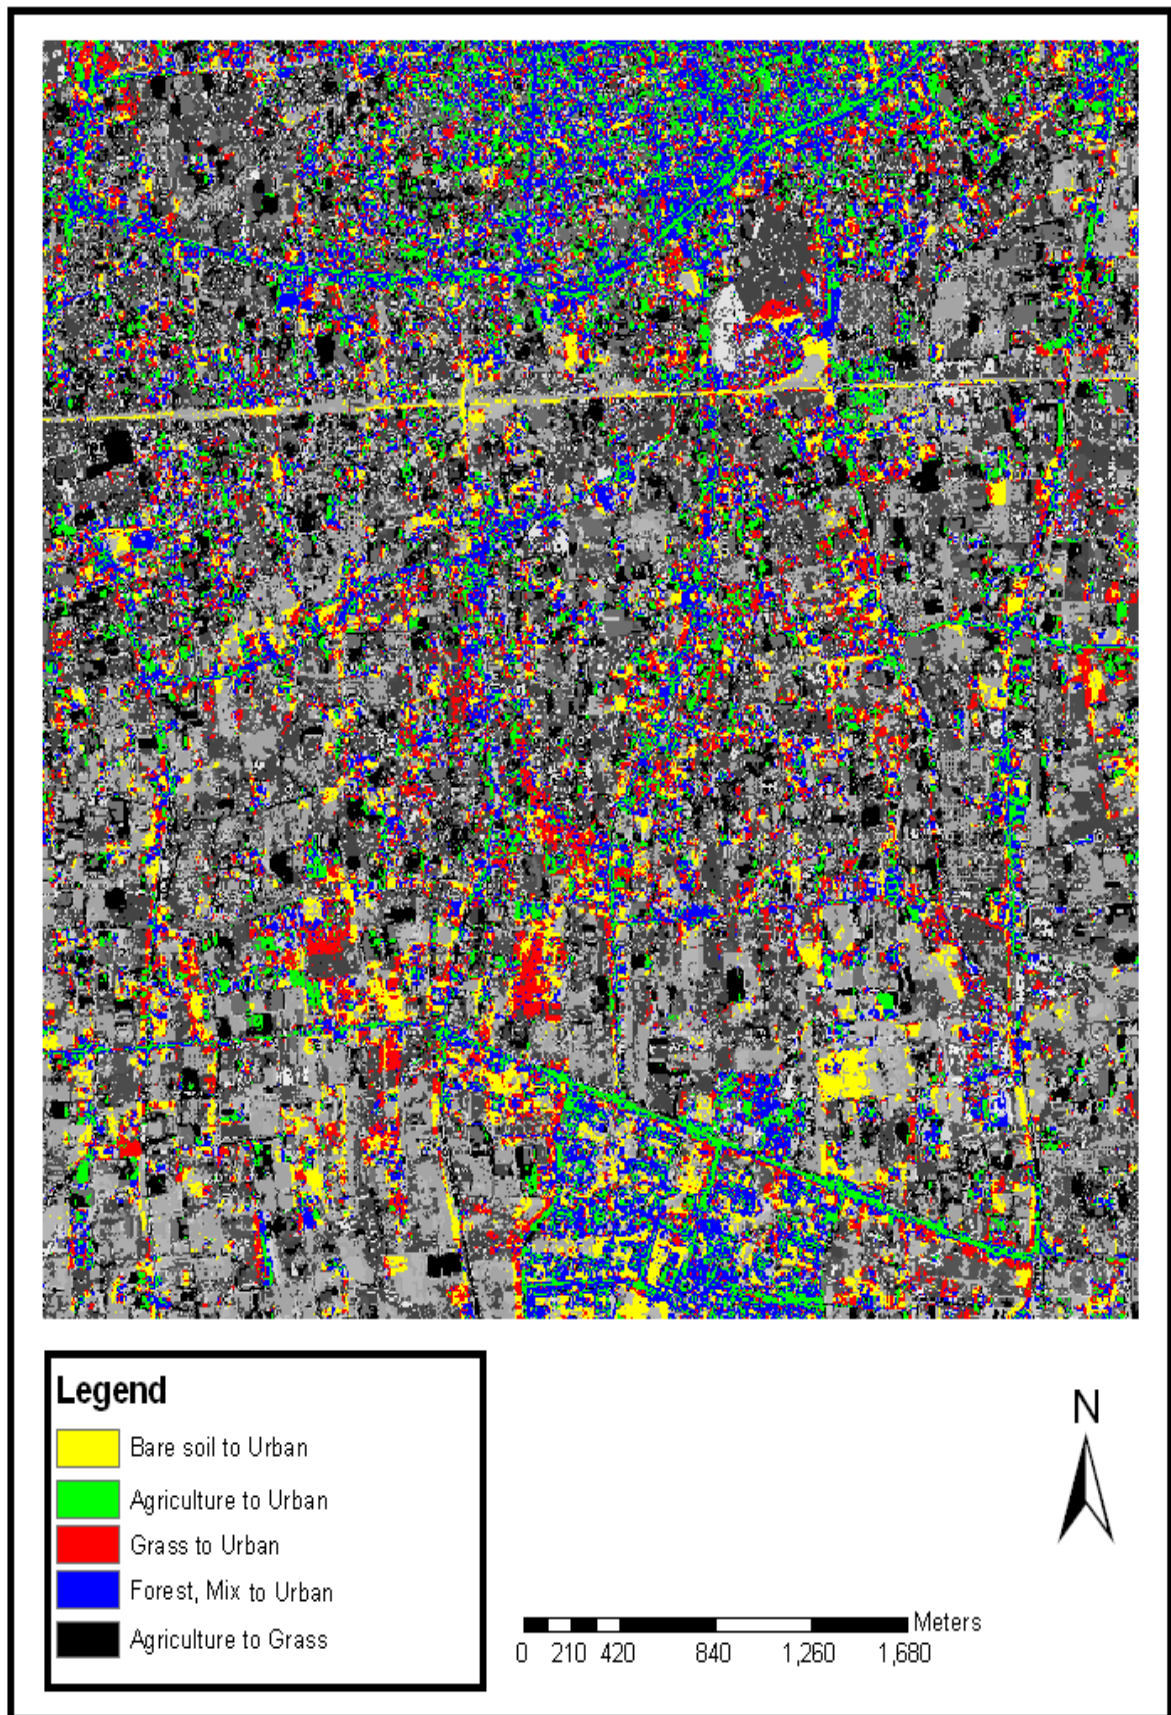 Legend
Bare soil to Urban
Agriculture to Urban
Grass to Urban
Forest, Mix to Urban
Agriculture to Grass
N
Meters
0 210 420 840 1,260 1,680